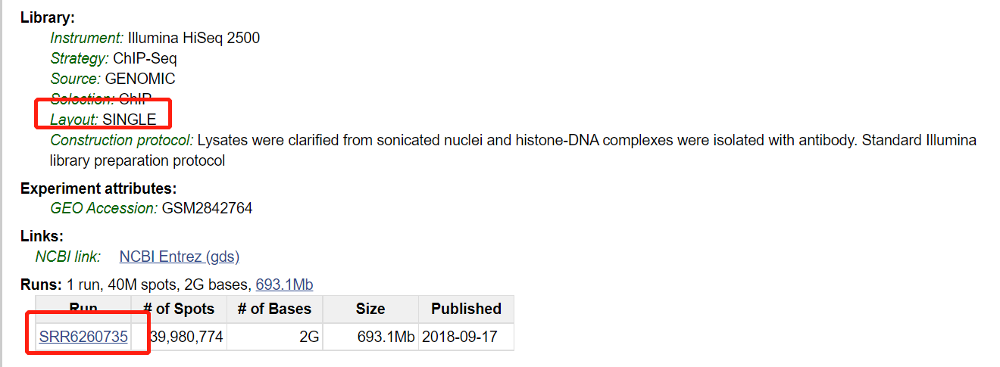 Library:
Instrument: Illumina HiSeq 2500
Strategy: ChIP-Seq
Source: GENOMIC
Selection: ChIP
Layout: SINGLE
Construction protocol: Lysates were clarified from sonicated nuclei and histone-DNA complexes were isolated with antibody. Standard Illumina
library preparation protocol
Experiment attributes:
GEO Accession: GSM2842764
Links:
NCBI link: NCBI Entrez (gds)
Runs: 1 run, 40M spots, 2G bases, 693.1Mb
Run # of Spots # of Bases Size Published
SRR6260735 39,980,774 2G 693.1Mb 2018-09-17